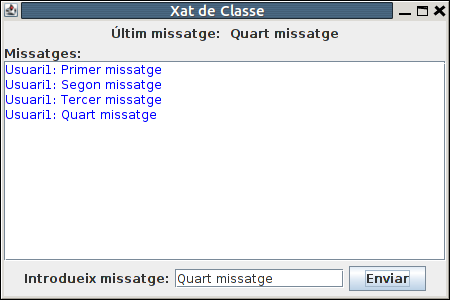 Xat de Classe
Últim missatge: Quart missatge
Missatges:
Usuari1: Primer missatge
Usuari1: Segon missatge
Usuari1: Tercer missatge
Usuari1: Quart missatge
Introdueix missatge: Quart missatge Enviar